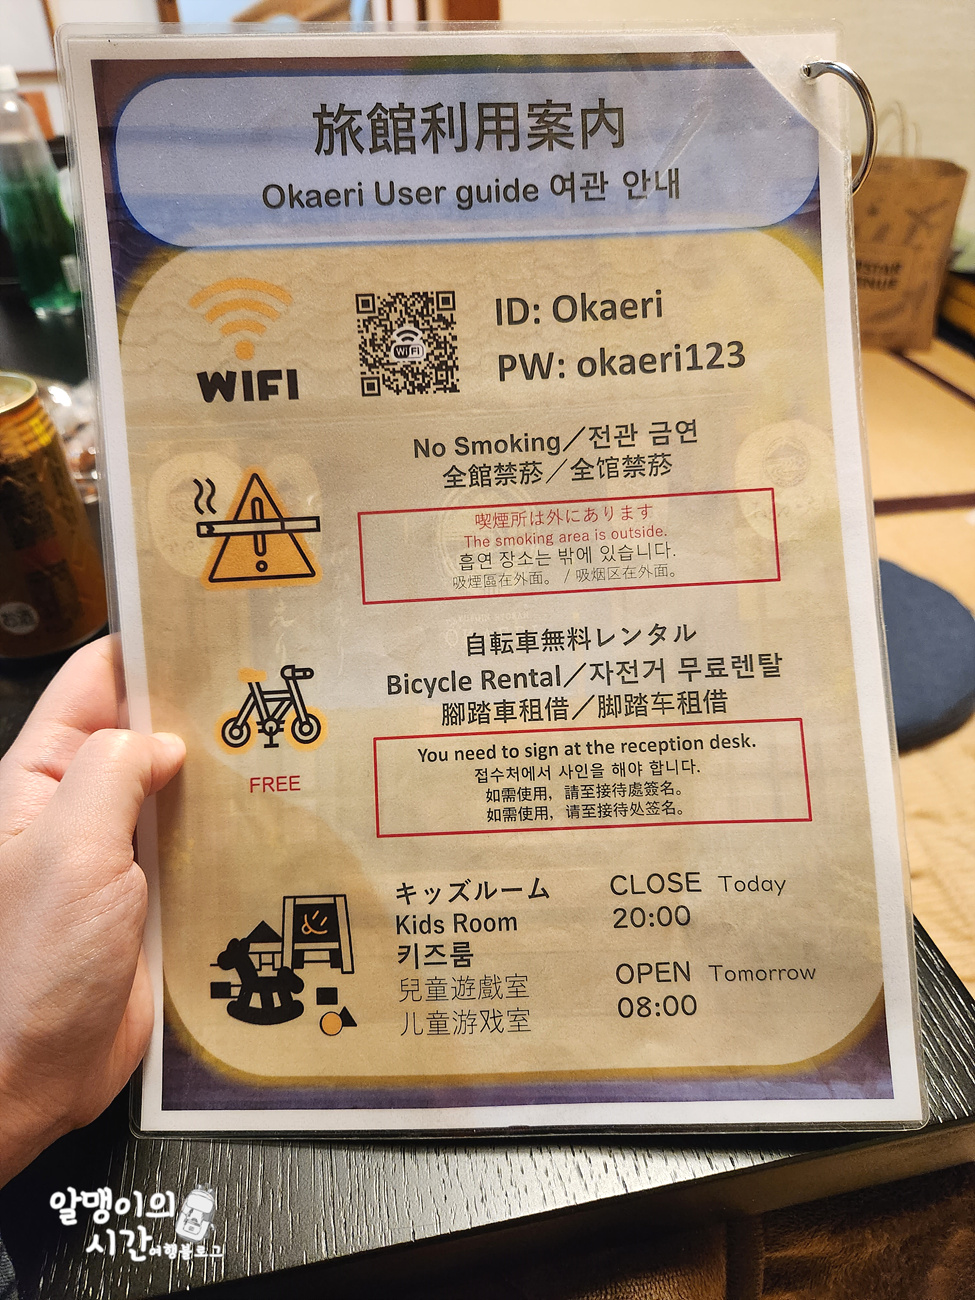 旅館利用案内
Okaeri User guide 여관 안내
WIFI
WiFi
ID: Okaeri
PW: okaeri123
No Smoking／전관 금연
全館禁菸／全馆禁菸
喫煙所は外にあります
The smoking area is outside.
흡연 장소는 밖에 있습니다.
吸煙區在外面。 / 吸烟区在外面。
自転車無料レンタル
Bicycle Rental／자전거 무료렌탈
腳踏車租借／脚踏车租借
FREE
You need to sign at the reception desk.
접수처에서 사인을 해야 합니다.
如需使用，請至接待處簽名。
如需使用，请至接待处签名。
キッズルーム
Kids Room
키즈룸
兒童遊戲室
儿童游戏室
CLOSE Today
20:00
OPEN Tomorrow
08:00
알맹이의
시간여행블로그